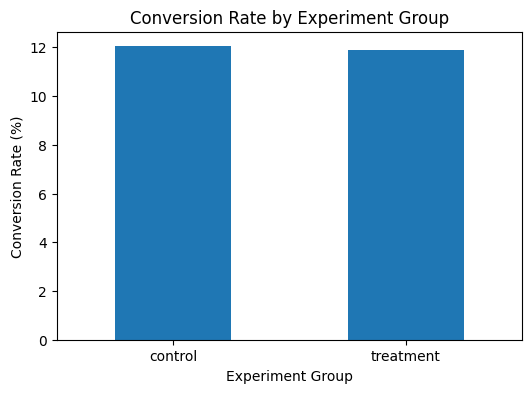 Conversion Rate by Experiment Group
Conversion Rate (%)
12
10
8
6
4
2
0
control
treatment
Experiment Group